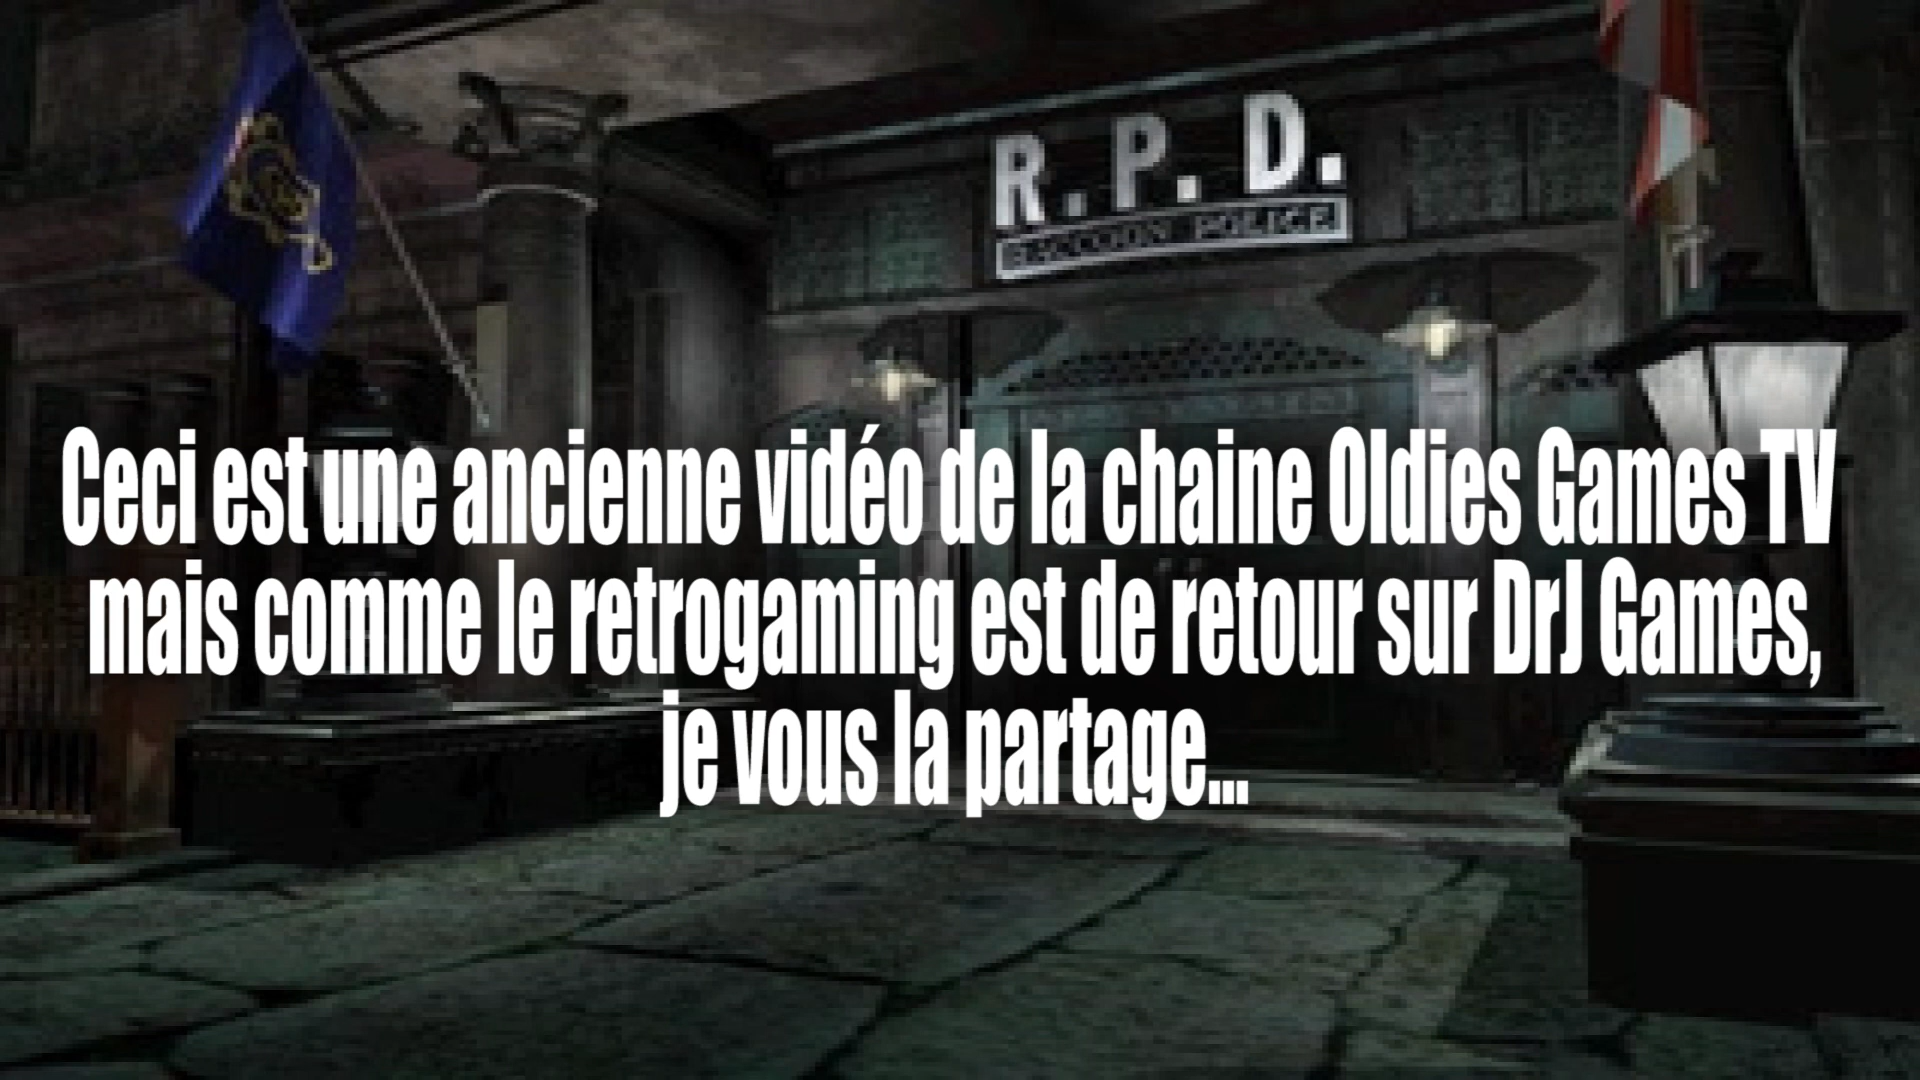 R. P. D.
RACCOON POLICE
Ceci est une ancienne vidéo de la chaine Oldies Games TV
mais comme le retrogaming est de retour sur DrJ Games,
je vous la partage...